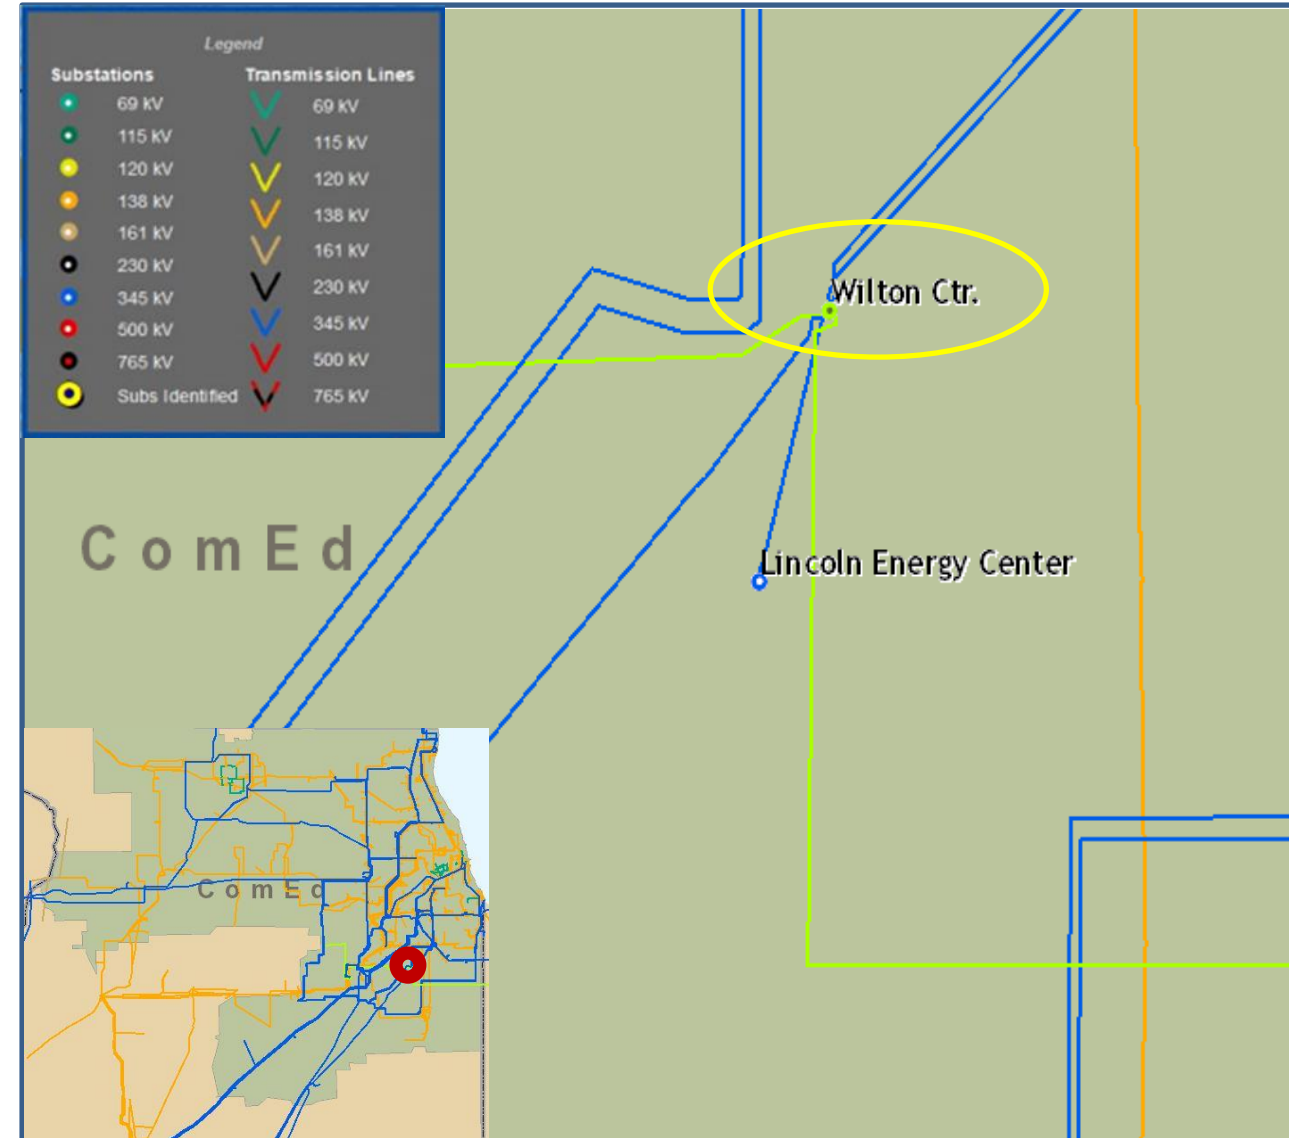 Legend
Substations Transmission Lines
69 kV 69 kV
115 kV 115 kV
120 kV 120 kV
138 kV 138 kV
161 kV 161 kV
230 kV 230 kV
345 kV 345 kV
500 kV 500 kV
765 kV 765 kV
Subs Identified
Wilton Ctr.
ComEd
Lincoln Energy Center
ComEd